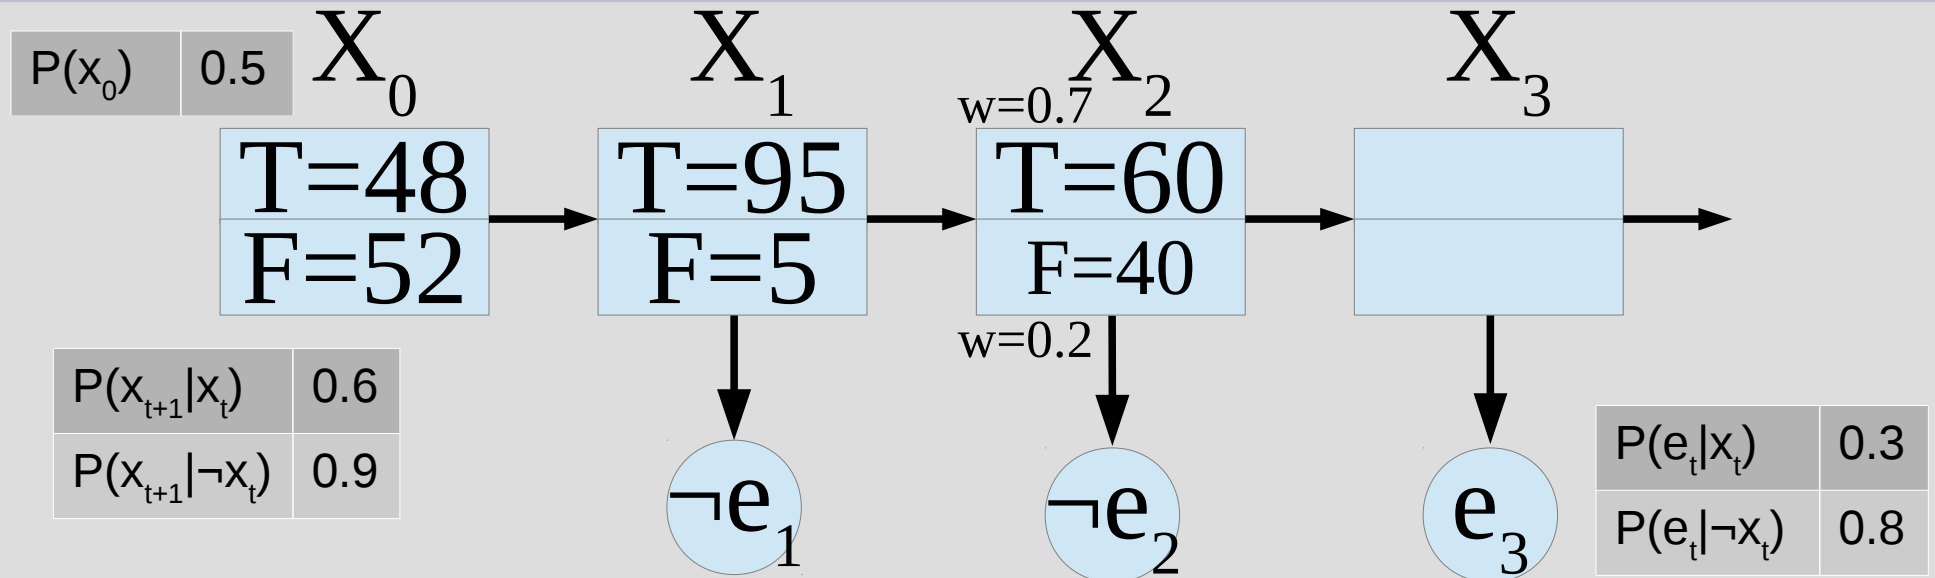 X0 X1 X2 X3
P(x0) 0.5
w=0.7
T=48 T=95 T=60
F=52 F=5 F=40
w=0.2
P(xt+1|xt) 0.6
P(xt+1|¬xt) 0.9
¬e1 ¬e2 e3
P(et|xt) 0.3
P(et|¬xt) 0.8